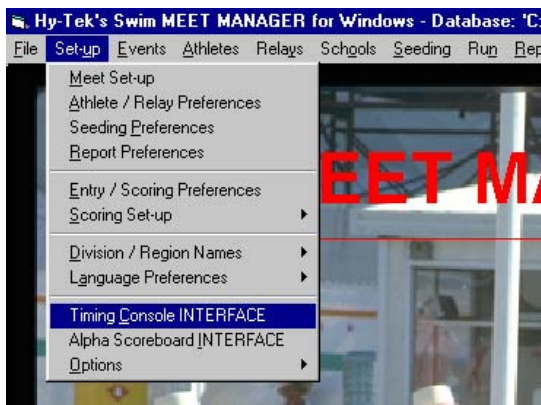 Hy-Tek's Swim MEET MANAGER for Windows - Database: 'C:
File Set-up Events Athletes Relays Schools Seeding Run Rep
Meet Set-up
Athlete / Relay Preferences
Seeding Preferences
Report Preferences
Entry / Scoring Preferences
Scoring Set-up
Division / Region Names
Language Preferences
Timing Console INTERFACE
Alpha Scoreboard INTERFACE
Options
EET MA